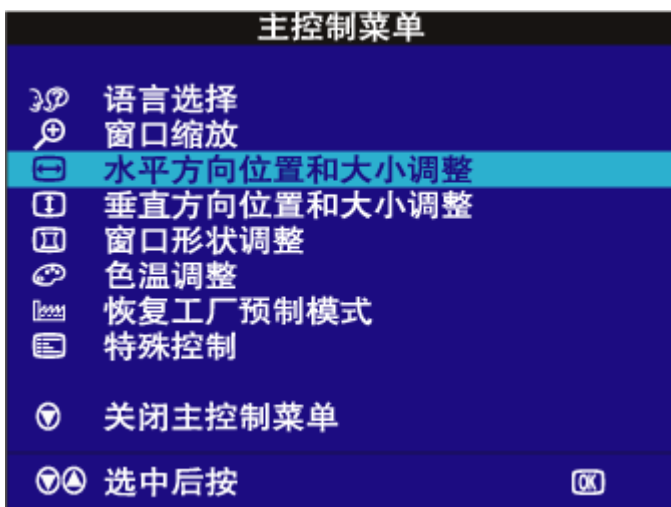 主控制菜单
语言选择
窗口缩放
水平方向位置和大小调整
垂直方向位置和大小调整
窗口形状调整
色温调整
恢复工厂预制模式
特殊控制
关闭主控制菜单
选中后按 OK